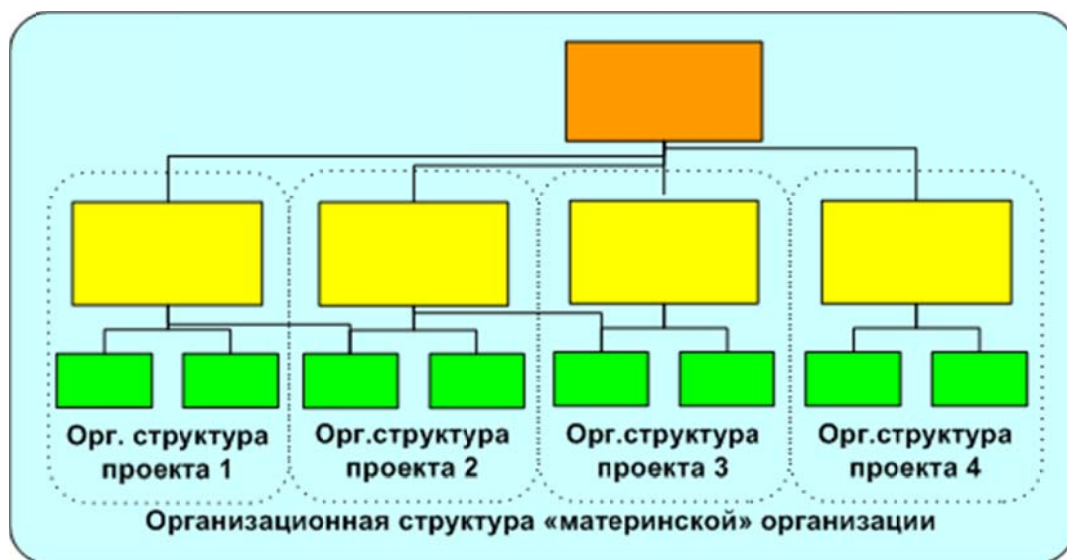 Орг. структура
проекта 1
Орг.структура
проекта 2
Орг.структура
проекта 3
Орг.структура
проекта 4
Организационная структура «материнской» организации